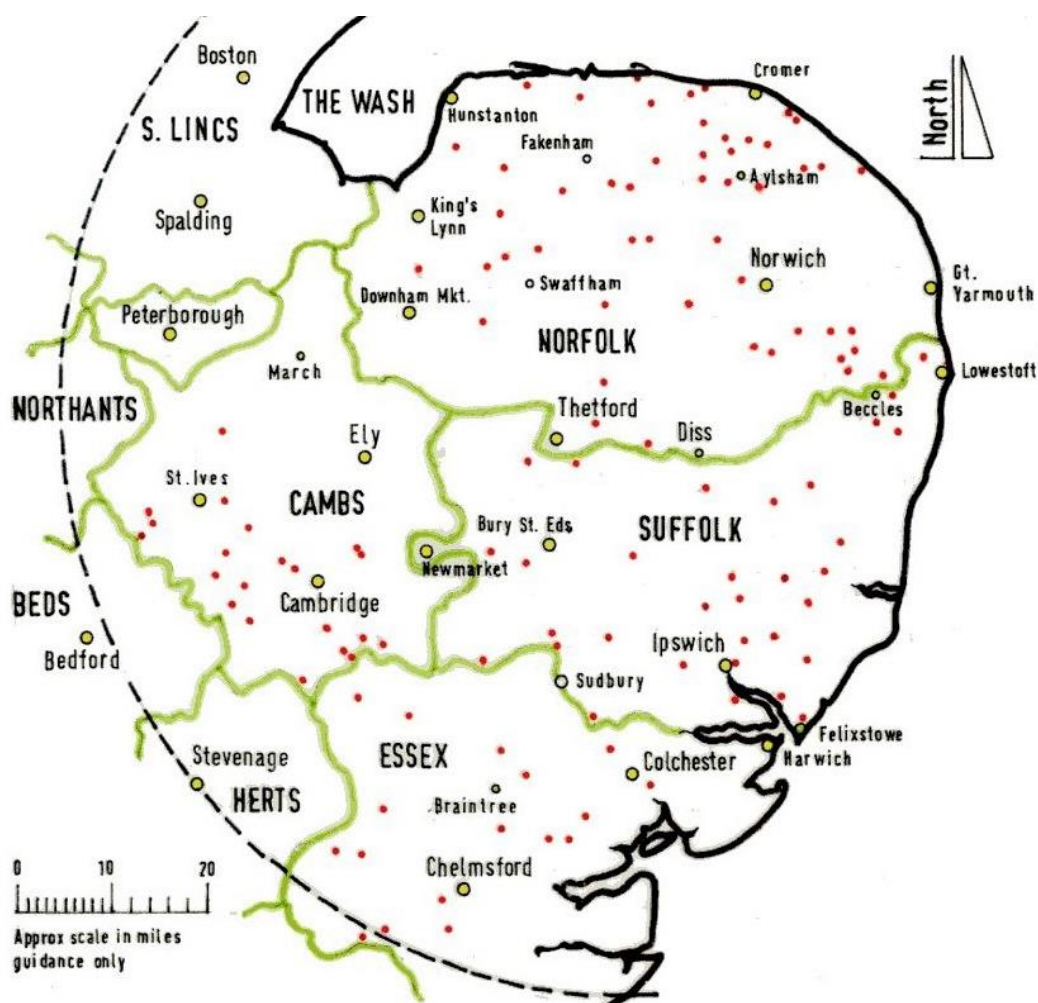 Boston
THE WASH
Cromer
Hunstanton
North
S. LINCS
Fakenham
Aylsham
Spalding
King's
Lynn
Norwich
Swaffham
Gt.
Yarmouth
Downham Mkt.
Peterborough
NORFOLK
March
Lowestoft
NORTHANTS
Beccles
Thetford
Diss
Ely
St. Ives
CAMBS
Bury St. Eds
SUFFOLK
Newmarket
BEDS
Cambridge
Bedford
Ipswich
Sudbury
Felixstowe
Stevenage
ESSEX
Colchester
Harwich
HERTS
Braintree
Chelmsford
0 10 20
Approx scale in miles
guidance only